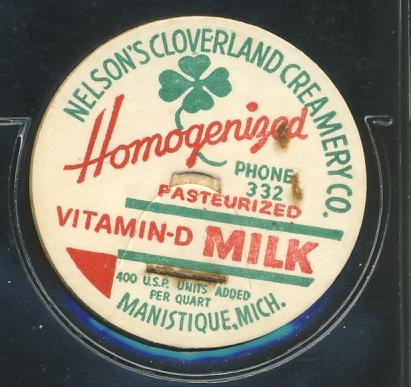 NELSON'S CLOVERLAND CREAMERY CO.
Homogenized
PHONE
332
PASTEURIZED
VITAMIN-D MILK
400 U.S.P. UNITS ADDED
PER QUART
MANISTIQUE, MICH.